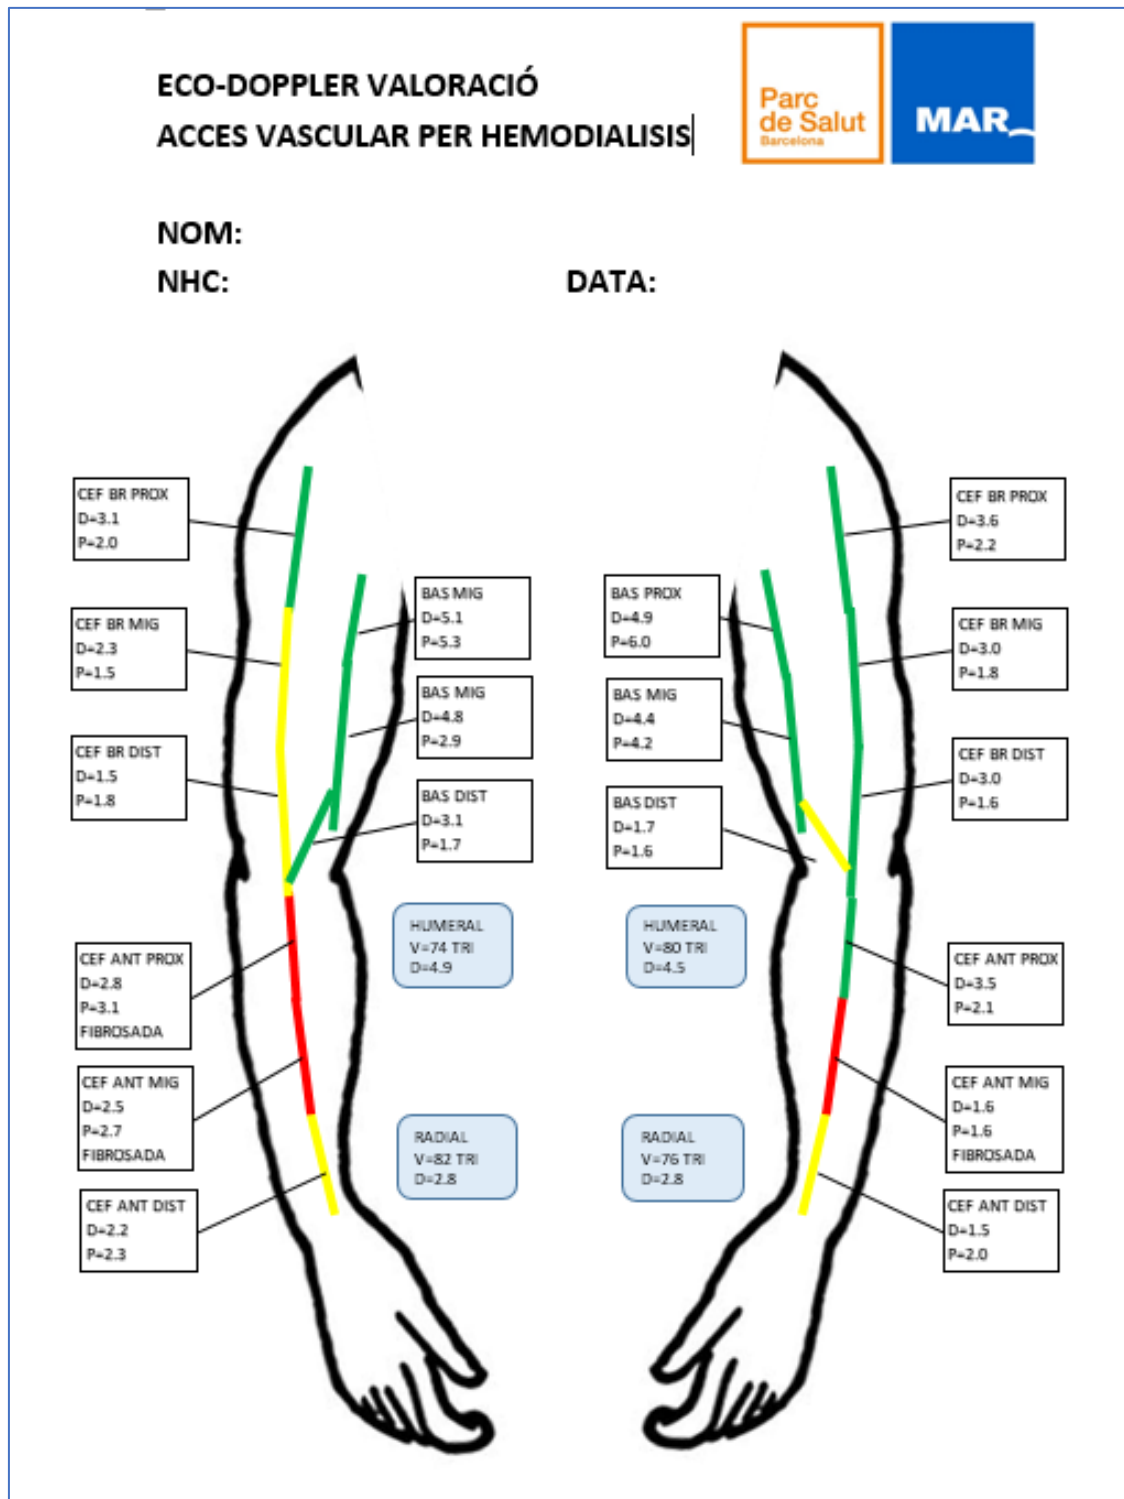 ECO-DOPPLER VALORACIÓ
ACCES VASCULAR PER HEMODIALISIS
Parc
de Salut
Barcelona
MAR
NOM:
NHC:
DATA:
CEF BR PROX
D=3.1
P=2.0
CEF BR MIG
D=2.3
P=1.5
CEF BR DIST
D=1.5
P=1.8
BAS MIG
D=5.1
P=5.3
BAS MIG
D=4.8
P=2.9
BAS DIST
D=3.1
P=1.7
HUMERAL
V=74 TRI
D=4.9
CEF ANT PROX
D=2.8
P=3.1
FIBROSADA
CEF ANT MIG
D=2.5
P=2.7
FIBROSADA
RADIAL
V=82 TRI
D=2.8
CEF ANT DIST
D=2.2
P=2.3
BAS PROX
D=4.9
P=6.0
BAS MIG
D=4.4
P=4.2
BAS DIST
D=1.7
P=1.6
HUMERAL
V=80 TRI
D=4.5
RADIAL
V=76 TRI
D=2.8
CEF BR PROX
D=3.6
P=2.2
CEF BR MIG
D=3.0
P=1.8
CEF BR DIST
D=3.0
P=1.6
CEF ANT PROX
D=3.5
P=2.1
CEF ANT MIG
D=1.6
P=1.6
FIBROSADA
CEF ANT DIST
D=1.5
P=2.0